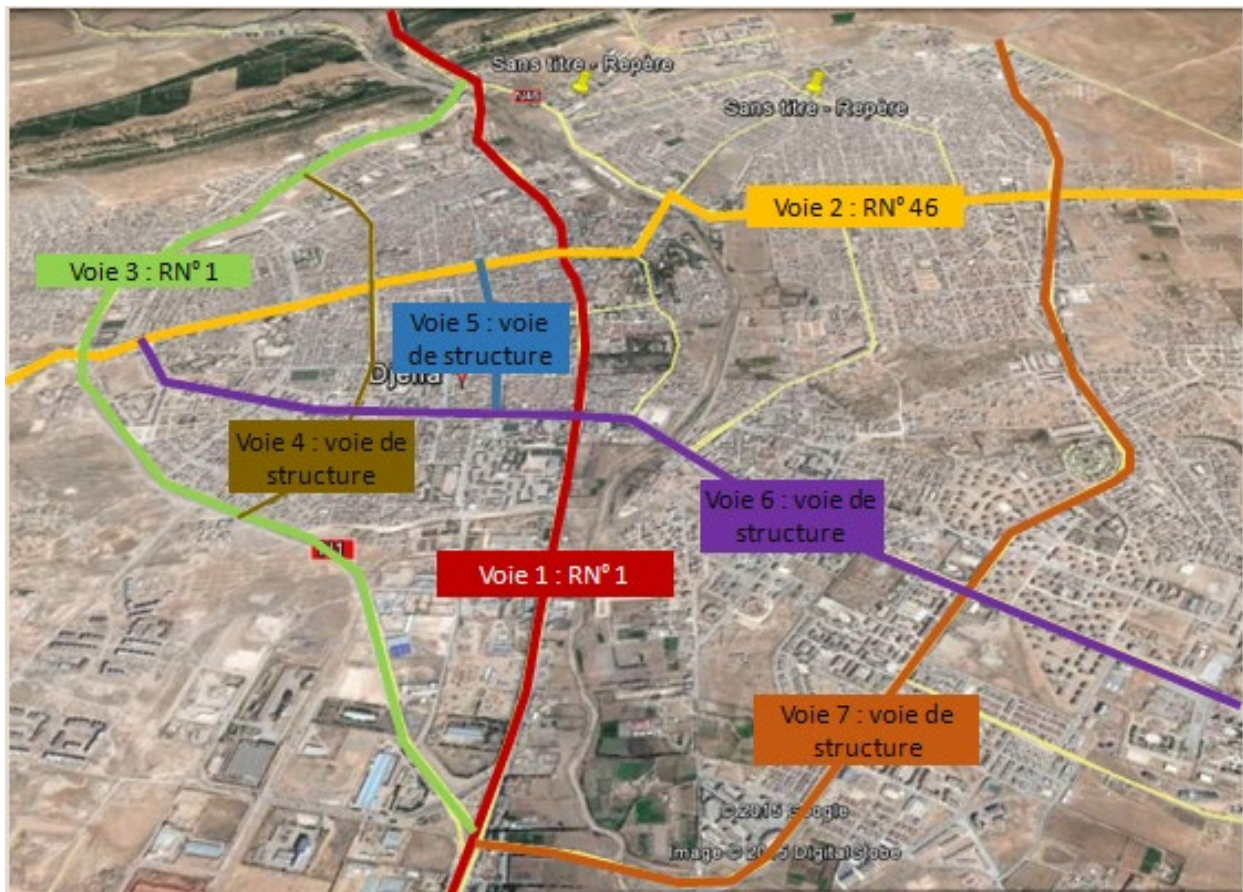 Sans titre - Repère
Sans titre - Repère
Voie 2 : RN° 46
Voie 3 : RN° 1
Voie 5 : voie
de structure
Djelfa
Voie 4 : voie de
structure
Voie 6 : voie de
structure
N1
Voie 1 : RN° 1
Voie 7 : voie de
structure
© 2015 Google
Image © 2015 DigitalGlobe